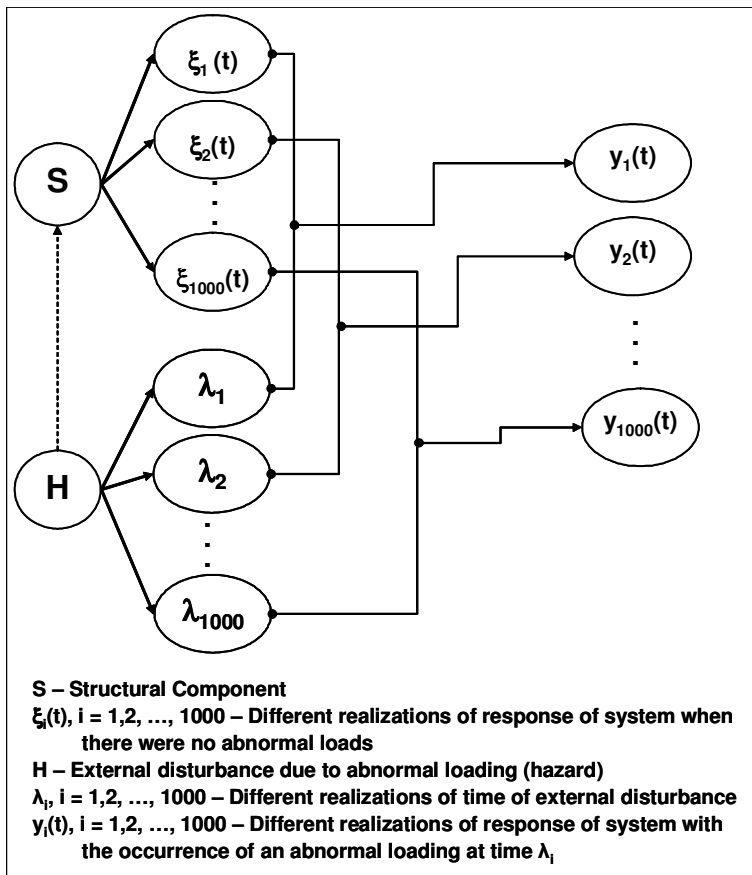 ξ₁ (t)
ξ₂(t)
S
ξ₁₀₀₀(t)
λ₁
H
λ₂
λ₁₀₀₀
y₁(t)
y₂(t)
y₁₀₀₀(t)
S – Structural Component
ξᵢ(t), i = 1,2, …, 1000 – Different realizations of response of system when
there were no abnormal loads
H – External disturbance due to abnormal loading (hazard)
λᵢ, i = 1,2, …, 1000 – Different realizations of time of external disturbance
yᵢ(t), i = 1,2, …, 1000 – Different realizations of response of system with
the occurrence of an abnormal loading at time λᵢ